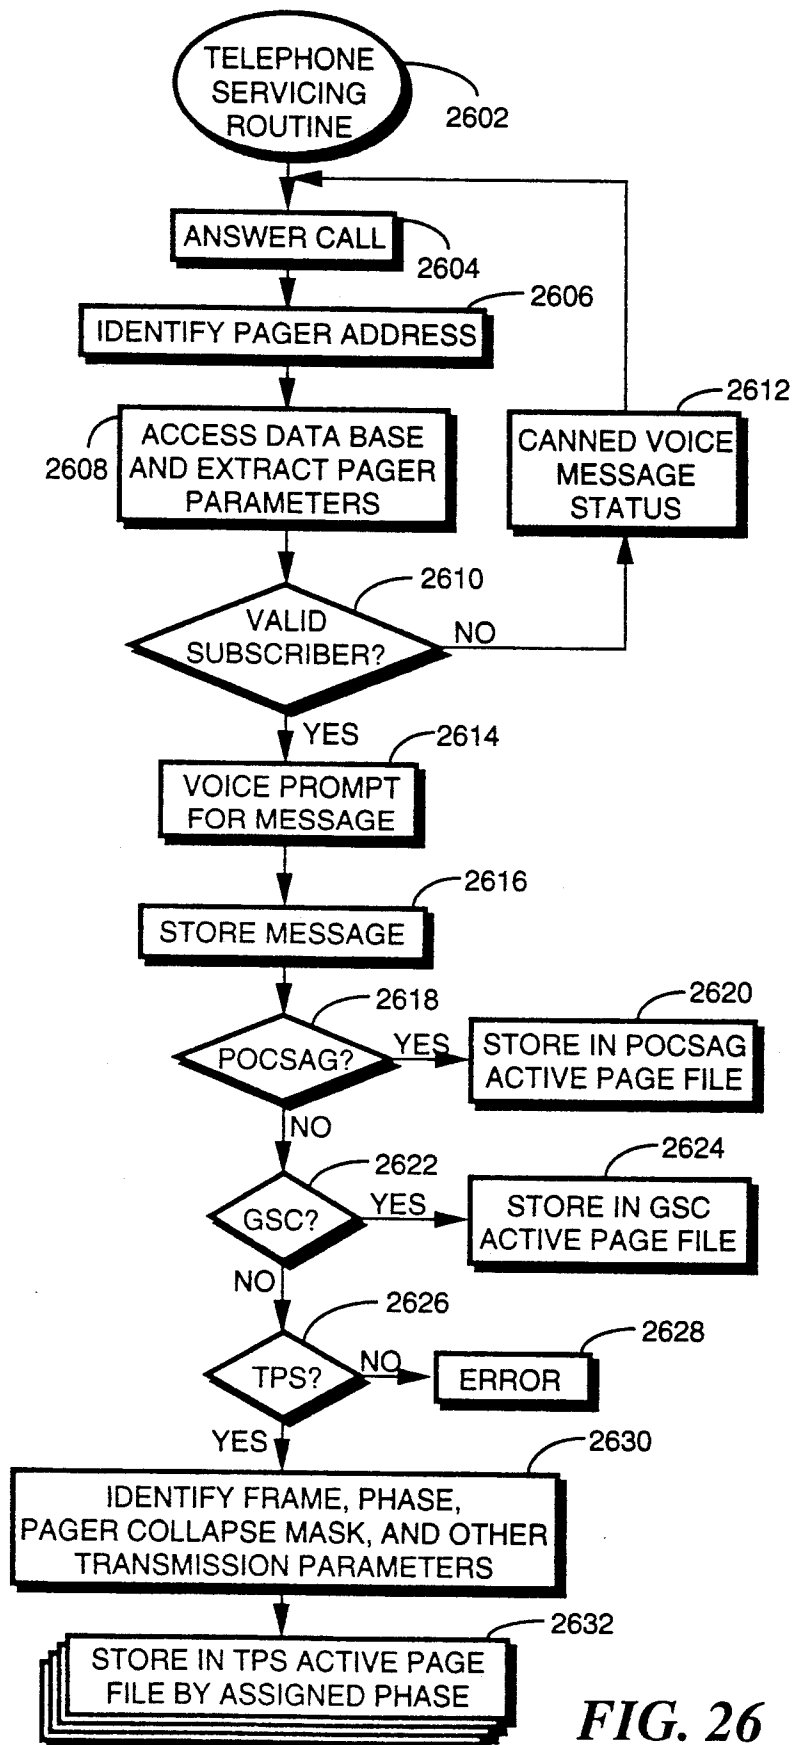 TELEPHONE
SERVICING
ROUTINE
2602
ANSWER CALL
2604
2606
IDENTIFY PAGER ADDRESS
2608
ACCESS DATA BASE
AND EXTRACT PAGER
PARAMETERS
2612
CANNED VOICE
MESSAGE
STATUS
2610
VALID
SUBSCRIBER?
NO
YES
2614
VOICE PROMPT
FOR MESSAGE
2616
STORE MESSAGE
2618
POCSAG?
YES
2620
STORE IN POCSAG
ACTIVE PAGE FILE
NO
2622
GSC?
YES
2624
STORE IN GSC
ACTIVE PAGE FILE
NO
2626
TPS?
NO
2628
ERROR
YES
2630
IDENTIFY FRAME, PHASE,
PAGER COLLAPSE MASK, AND OTHER
TRANSMISSION PARAMETERS
2632
STORE IN TPS ACTIVE PAGE
FILE BY ASSIGNED PHASE
FIG. 26